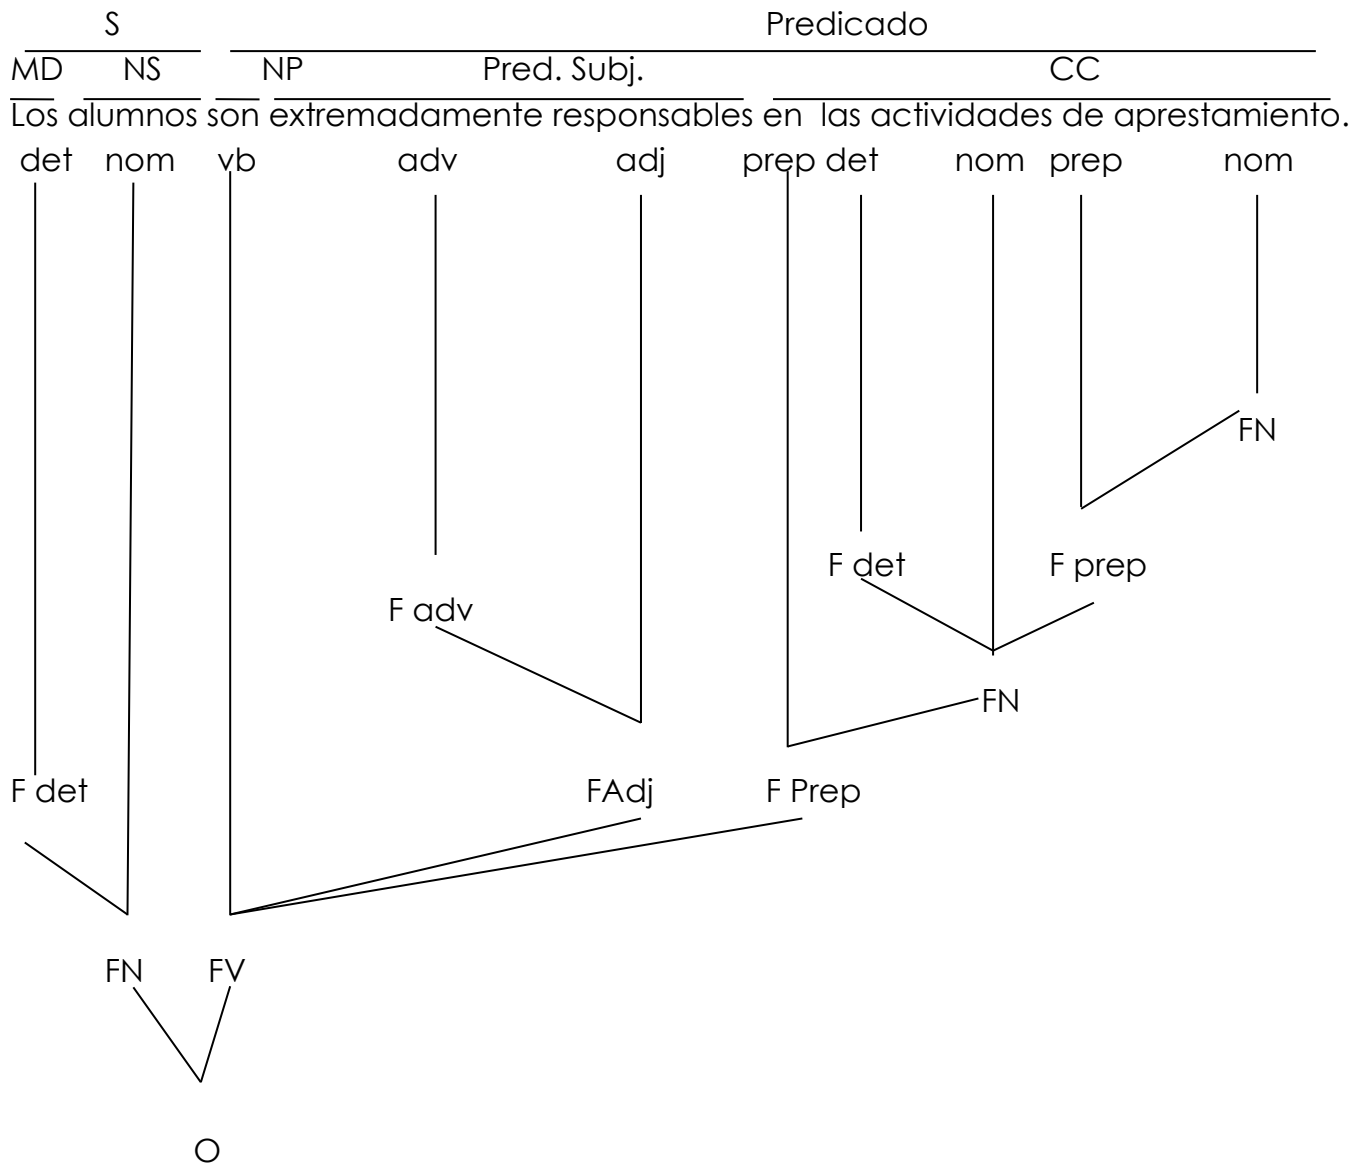 S Predicado
MD NS NP Pred. Subj. CC
Los alumnos son extremadamente responsables en las actividades de aprestamiento.
det nom vb adv adj prep det nom prep nom
FN
F det F prep
F adv
FN
F det FAdj F Prep
FN FV
O